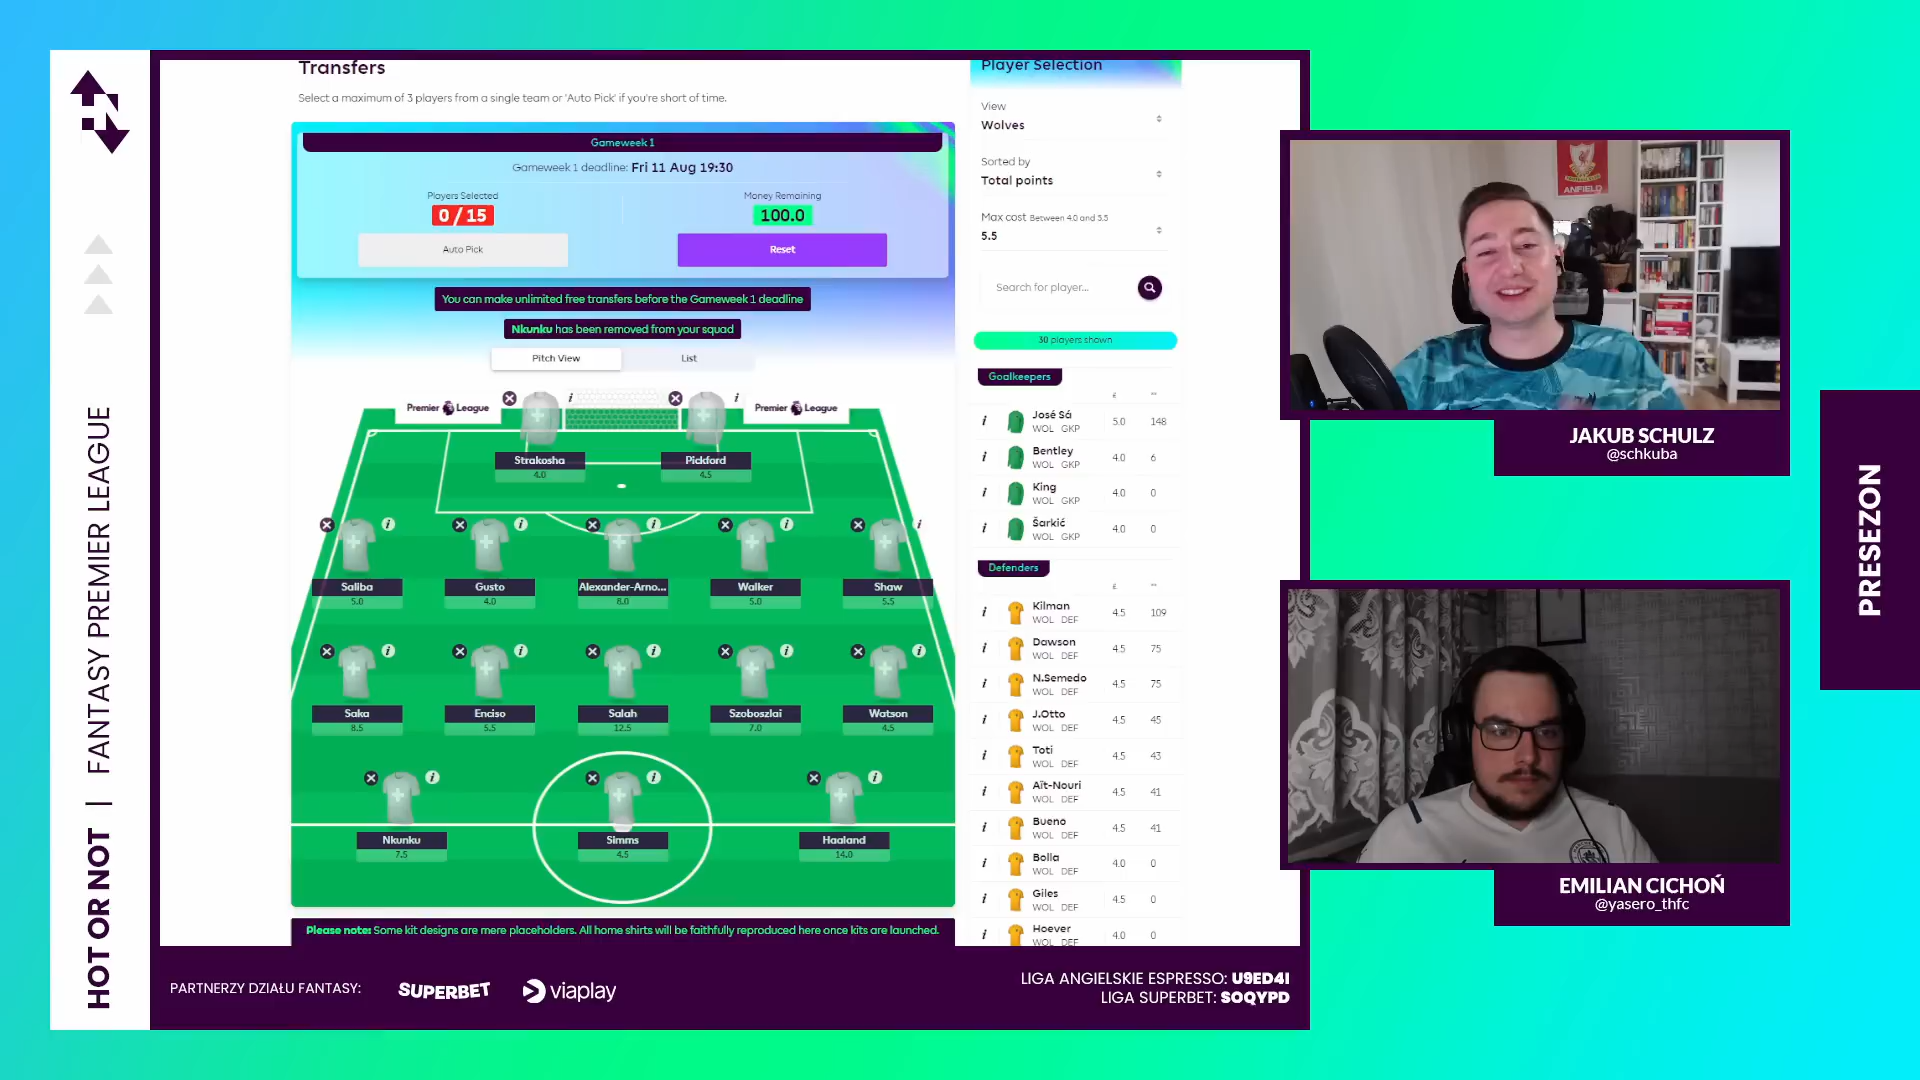 HOT OR NOT | FANTASY PREMIER LEAGUE
Transfers
Select a maximum of 3 players from a single team or 'Auto Pick' if you're short of time.
Gameweek 1
Gameweek 1 deadline: Fri 11 Aug 19:30
Players Selected
0 / 15
Money Remaining
100.0
Auto Pick
Reset
You can make unlimited free transfers before the Gameweek 1 deadline
Nkunku has been removed from your squad
Pitch View
List
Premier League
Premier League
Strakosha
4.0
Pickford
4.5
Saliba
5.0
Gusto
4.0
Alexander-Arno...
8.0
Walker
5.0
Shaw
5.5
Saka
8.5
Enciso
5.5
Salah
12.5
Szoboszlai
7.0
Watson
4.5
Nkunku
7.5
Simms
4.5
Haaland
14.0
Please note: Some kit designs are mere placeholders. All home shirts will be faithfully reproduced here once kits are launched.
Player Selection
View
Wolves
Sorted by
Total points
Max cost Between 4.0 and 5.5
5.5
Search for player...
30 players shown
Goalkeepers
£ **
José Sá 5.0 148
WOL GKP
Bentley 4.0 6
WOL GKP
King 4.0 0
WOL GKP
Šarkić 4.0 0
WOL GKP
Defenders
£ **
Kilman 4.5 109
WOL DEF
Dawson 4.5 75
WOL DEF
N.Semedo 4.5 75
WOL DEF
J.Otto 4.5 45
WOL DEF
Toti 4.5 43
WOL DEF
Aït-Nouri 4.5 41
WOL DEF
Bueno 4.5 41
WOL DEF
Bolla 4.0 0
WOL DEF
Giles 4.5 0
WOL DEF
Hoever 4.0 0
WOL DEF
ANFIELD
JAKUB SCHULZ
@schkuba
EMILIAN CICHOŃ
@yasero_thfc
PRESEZON
PARTNERZY DZIAŁU FANTASY:
SUPERBET
viaplay
LIGA ANGIELSKIE ESPRESSO: U9ED4I
LIGA SUPERBET: SOQYPD